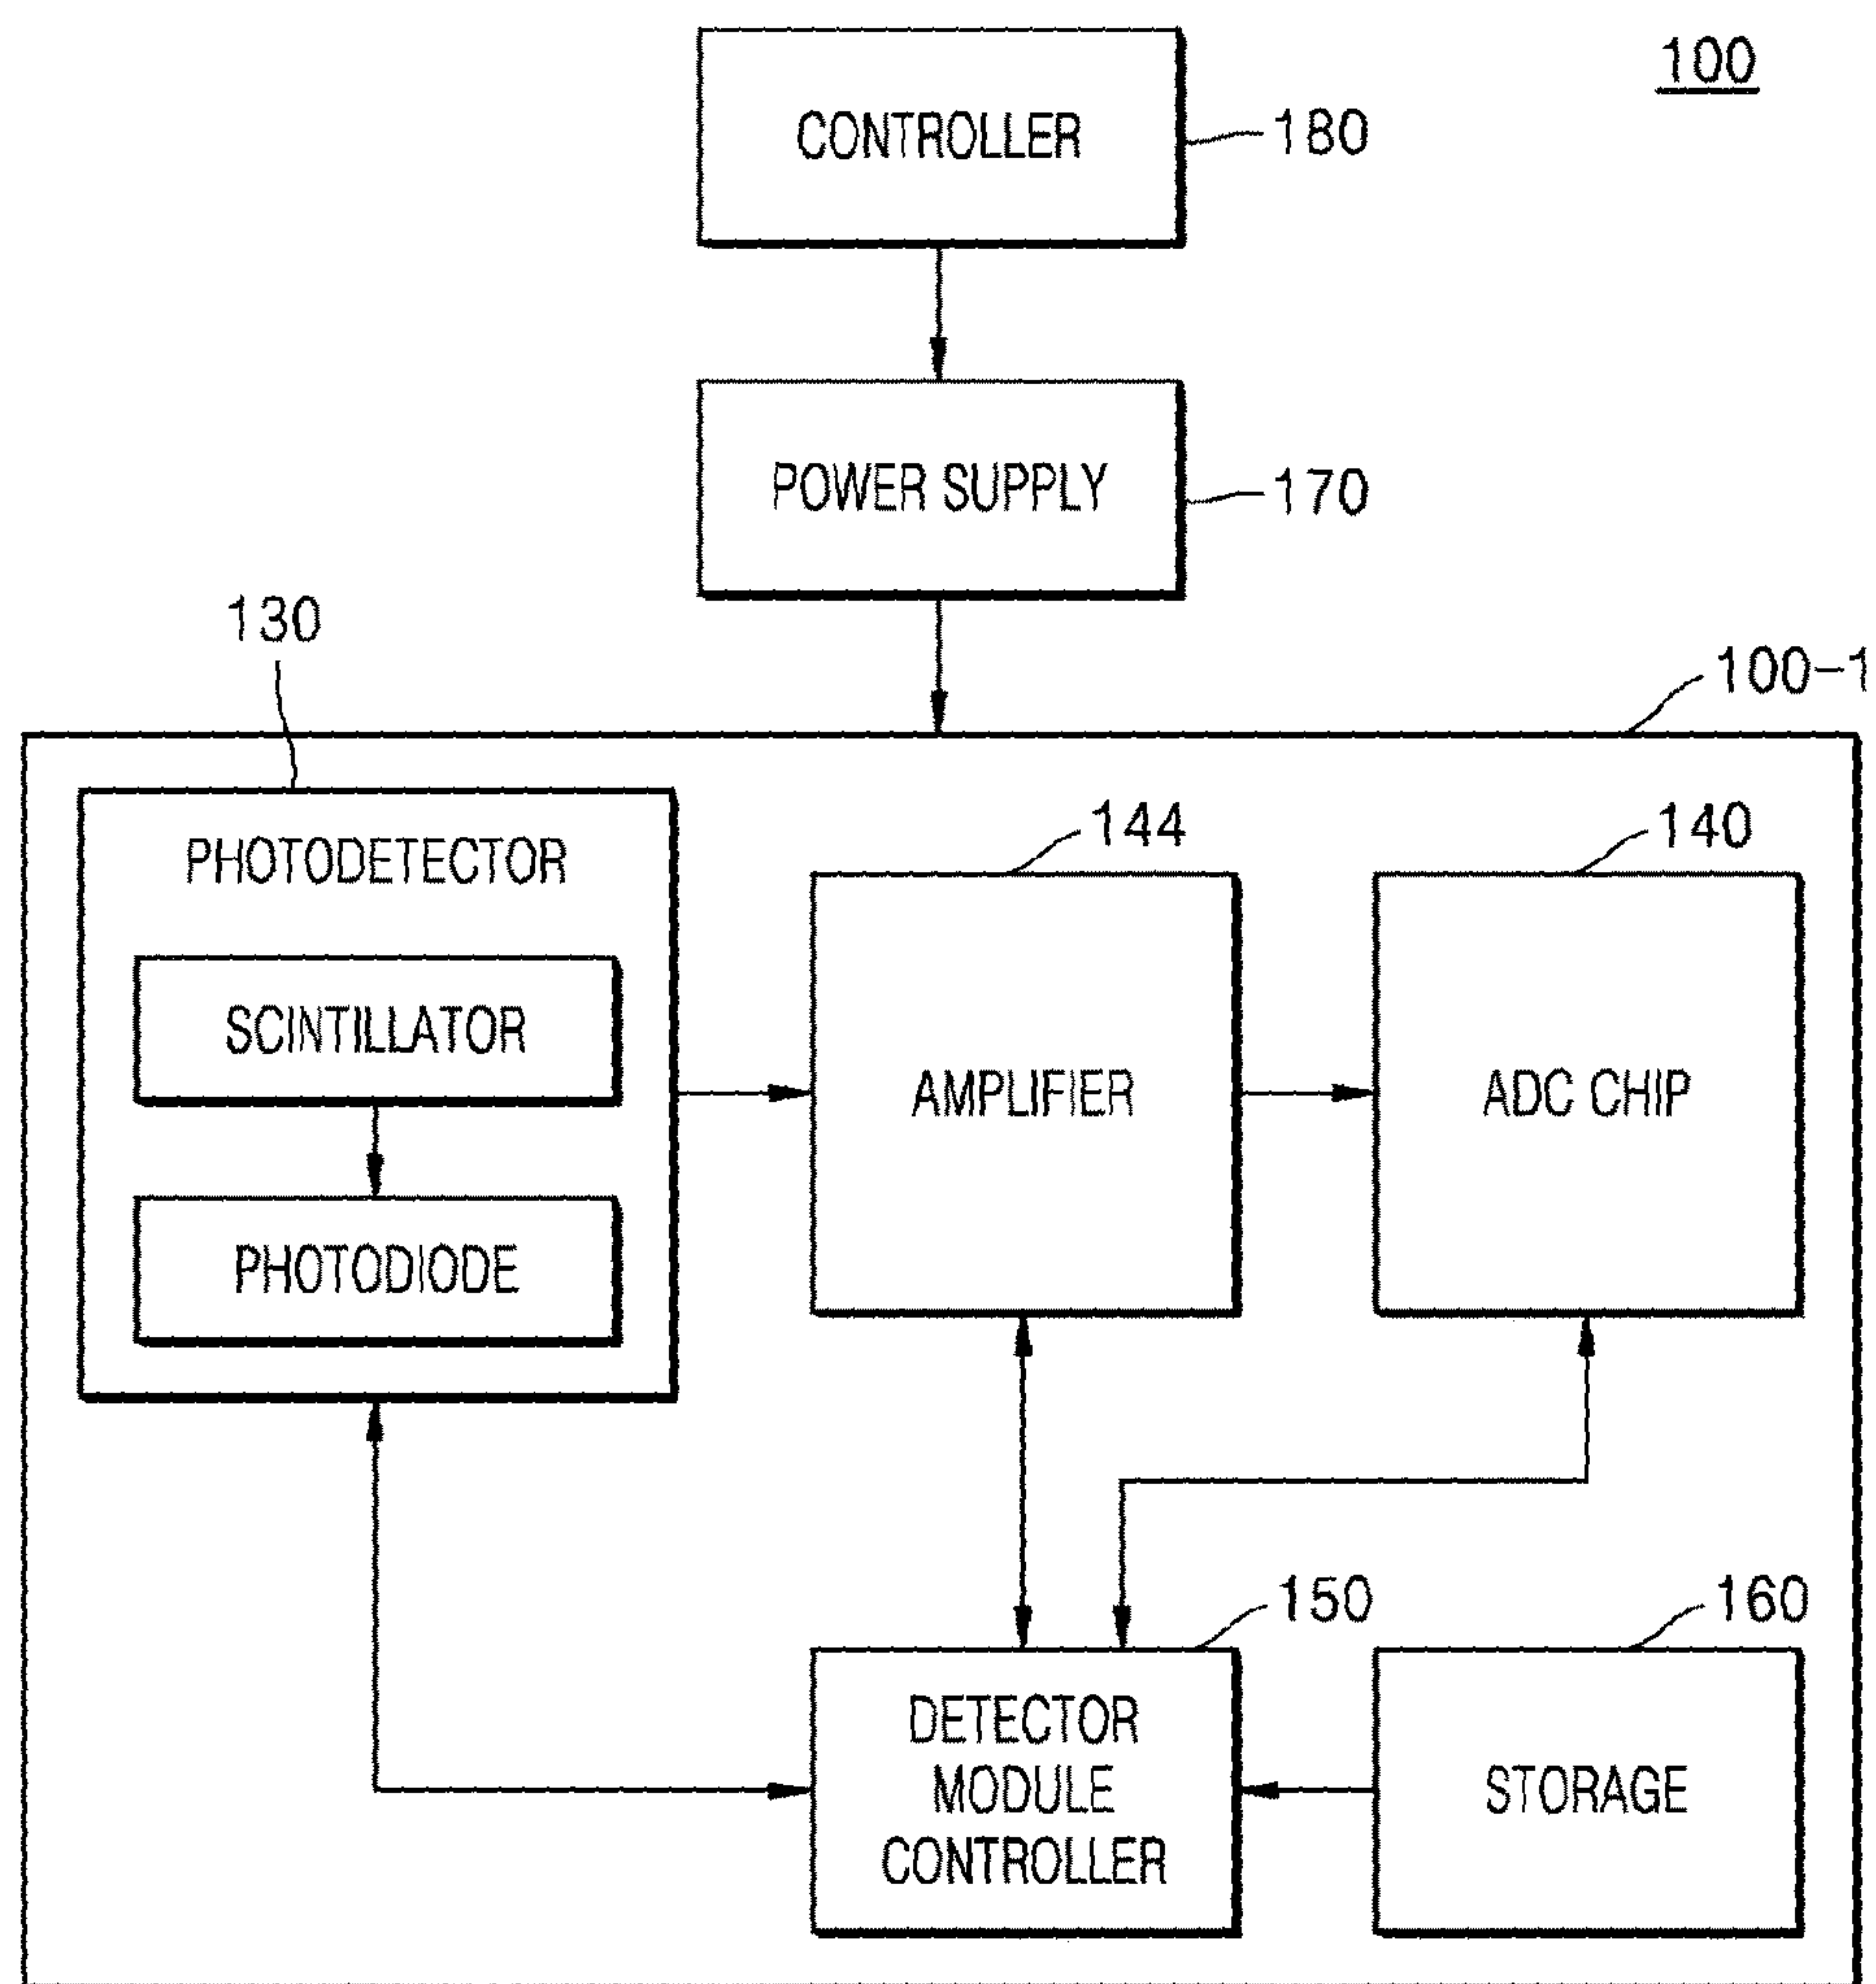 100
CONTROLLER
180
POWER SUPPLY
170
130
100-1
PHOTODETECTOR
144
140
SCINTILLATOR
AMPLIFIER
ADC CHIP
PHOTODIODE
150
160
DETECTOR
MODULE
CONTROLLER
STORAGE